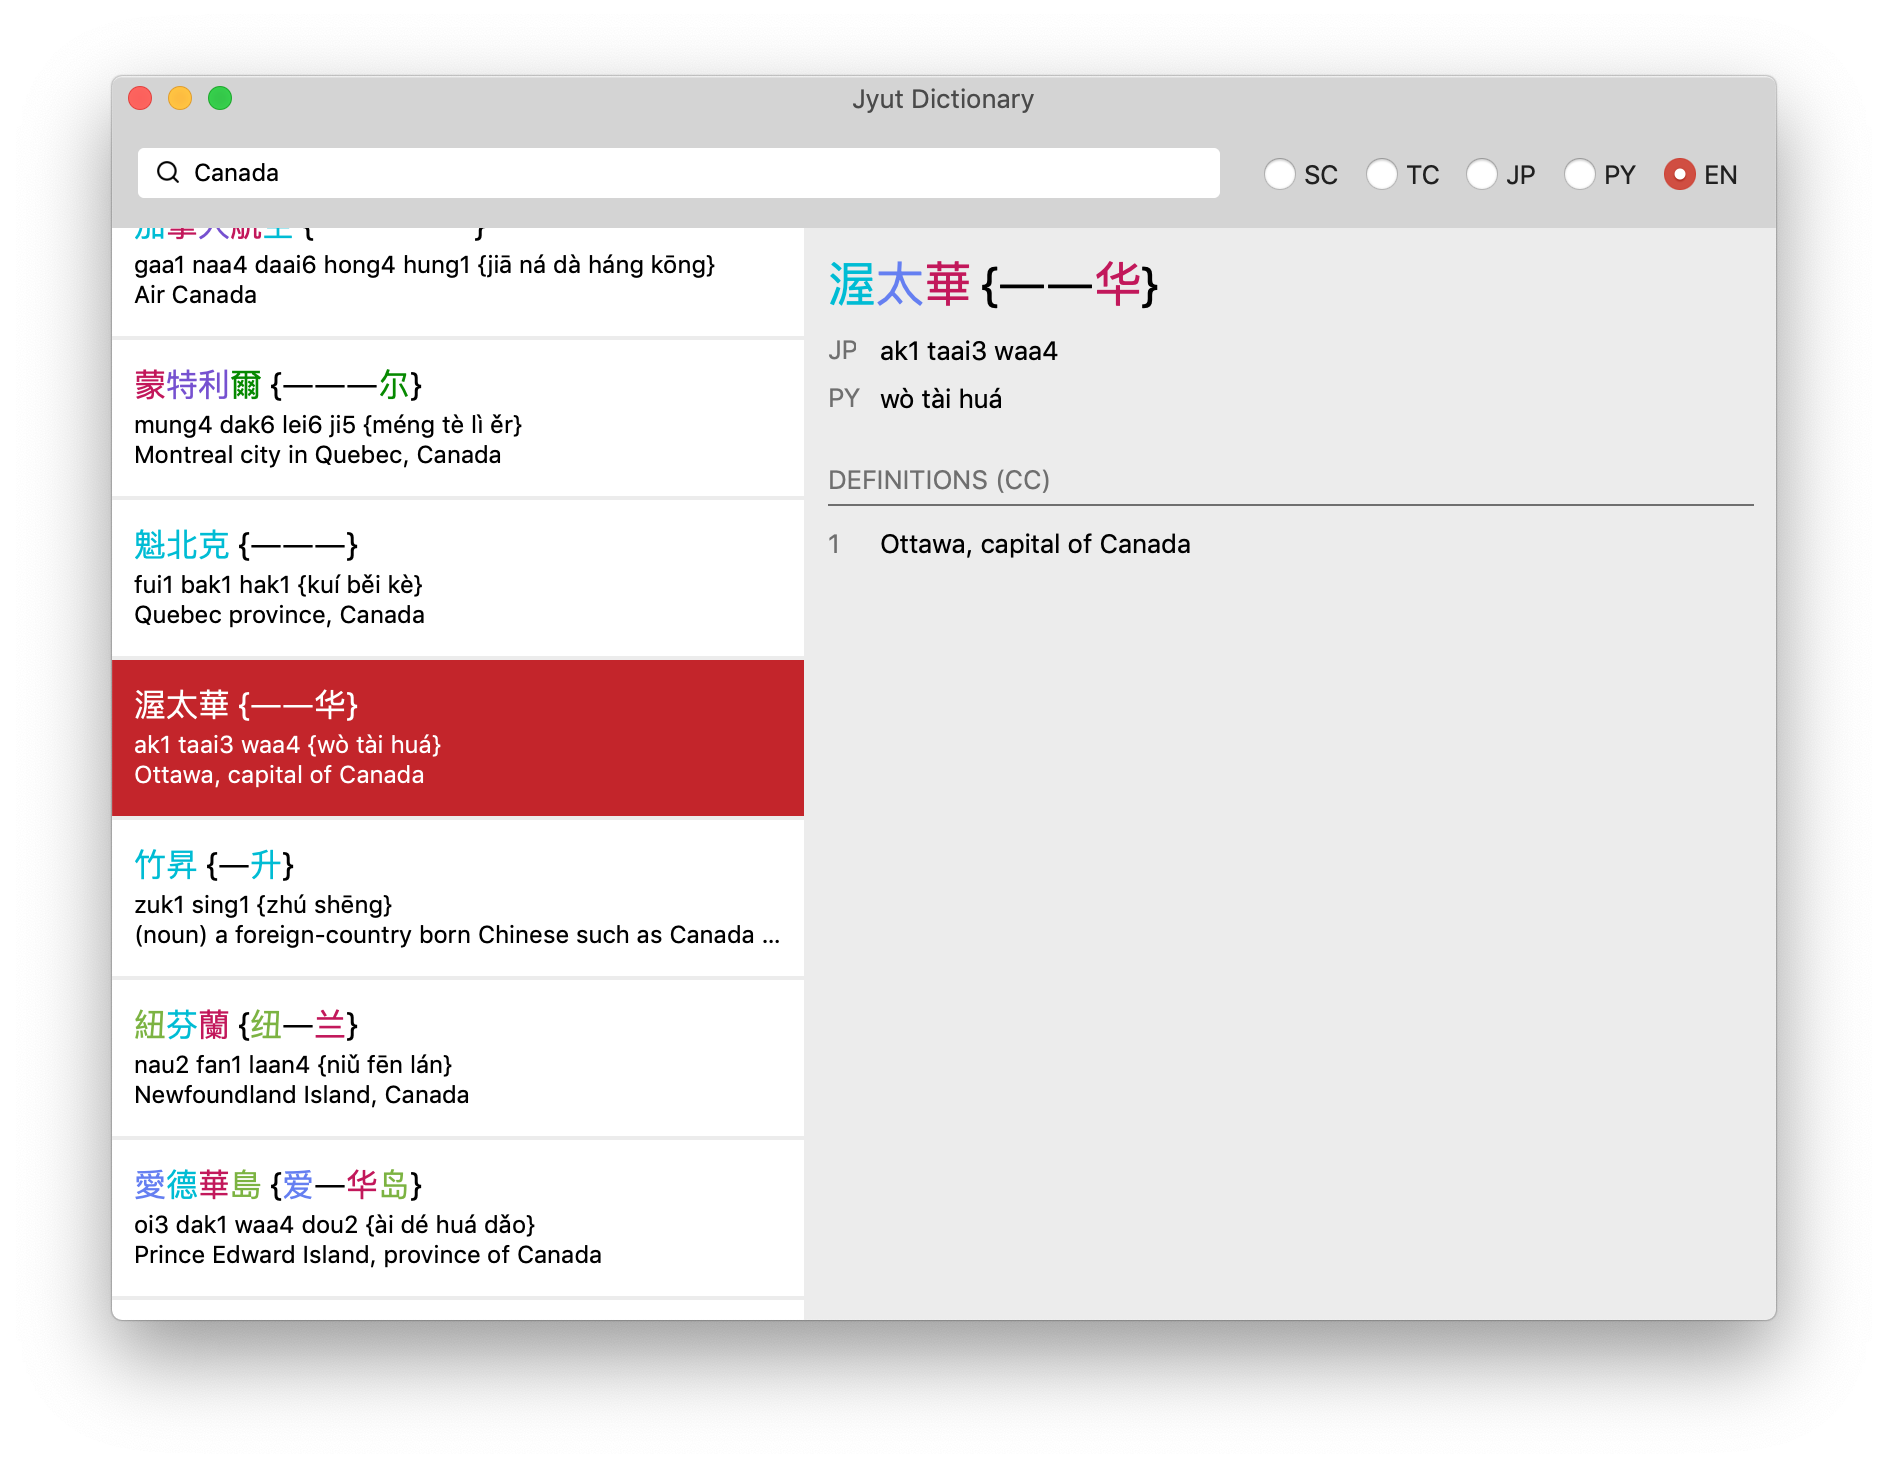 Jyut Dictionary
Canada
SC TC JP PY EN
gaa1 naa4 daai6 hong4 hung1 {jiā ná dà háng kōng}
Air Canada
蒙特利爾 {———尔}
mung4 dak6 lei6 ji5 {méng tè lì ěr}
Montreal city in Quebec, Canada
魁北克 {———}
fui1 bak1 hak1 {kuí běi kè}
Quebec province, Canada
渥太華 {——华}
ak1 taai3 waa4 {wò tài huá}
Ottawa, capital of Canada
竹昇 {—升}
zuk1 sing1 {zhú shēng}
(noun) a foreign-country born Chinese such as Canada ...
紐芬蘭 {纽—兰}
nau2 fan1 laan4 {niǔ fēn lán}
Newfoundland Island, Canada
愛德華島 {爱—华岛}
oi3 dak1 waa4 dou2 {ài dé huá dǎo}
Prince Edward Island, province of Canada
渥太華 {——华}
JP ak1 taai3 waa4
PY wò tài huá
DEFINITIONS (CC)
1 Ottawa, capital of Canada